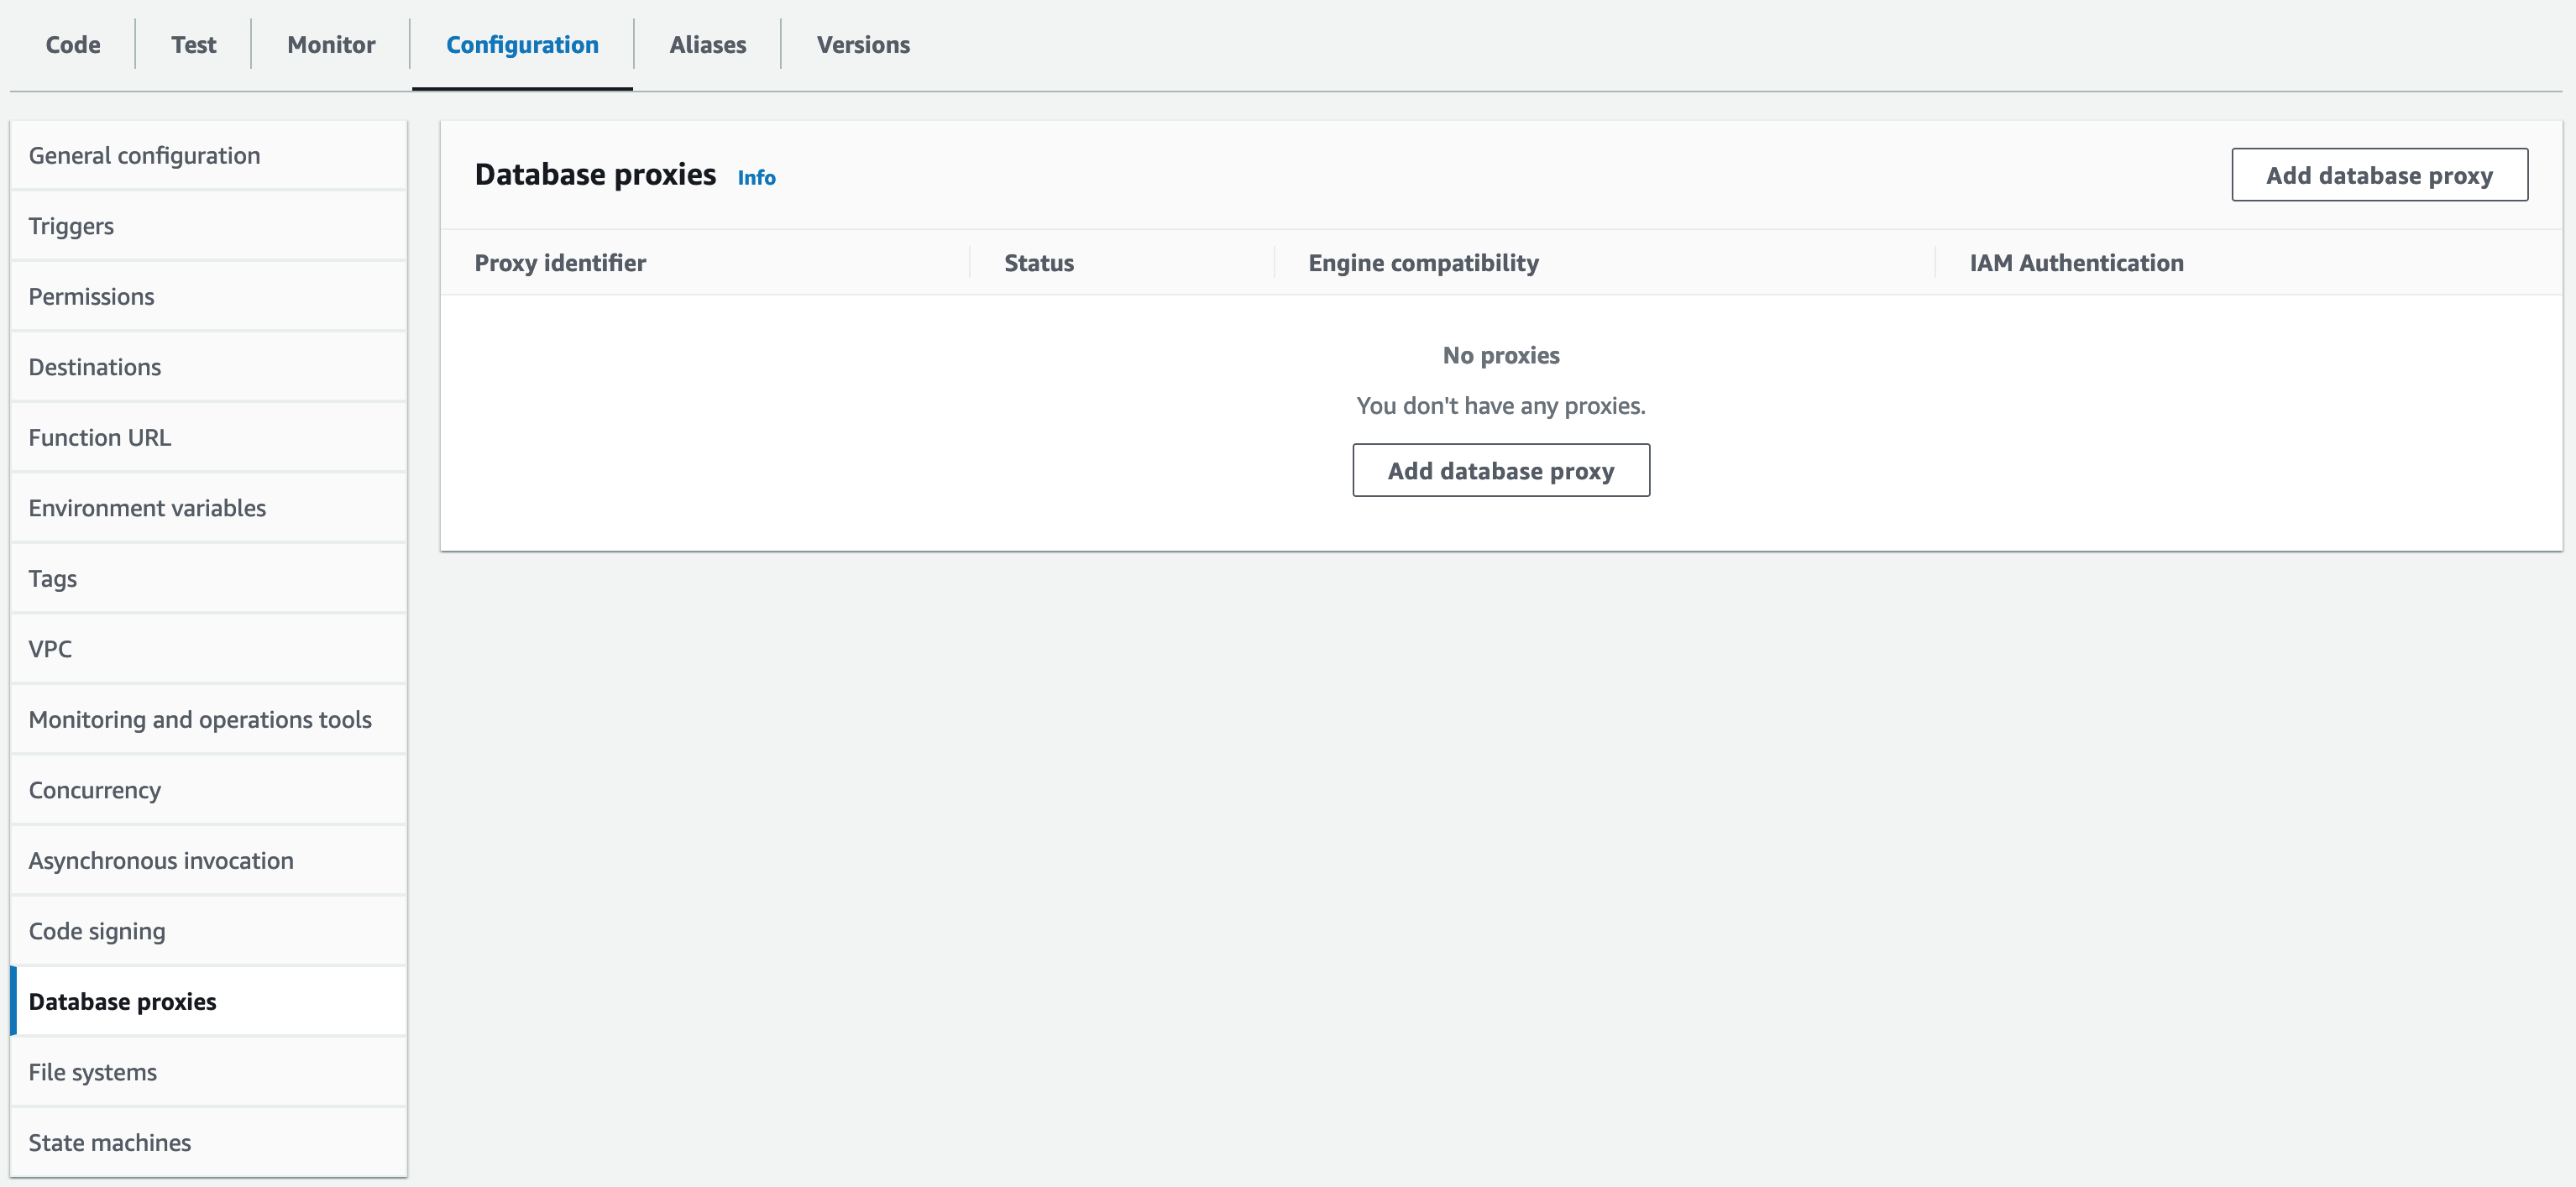 Code
Test
Monitor
Configuration
Aliases
Versions
General configuration
Triggers
Permissions
Destinations
Function URL
Environment variables
Tags
VPC
Monitoring and operations tools
Concurrency
Asynchronous invocation
Code signing
Database proxies
File systems
State machines
Database proxies Info
Add database proxy
Proxy identifier
Status
Engine compatibility
IAM Authentication
No proxies
You don't have any proxies.
Add database proxy